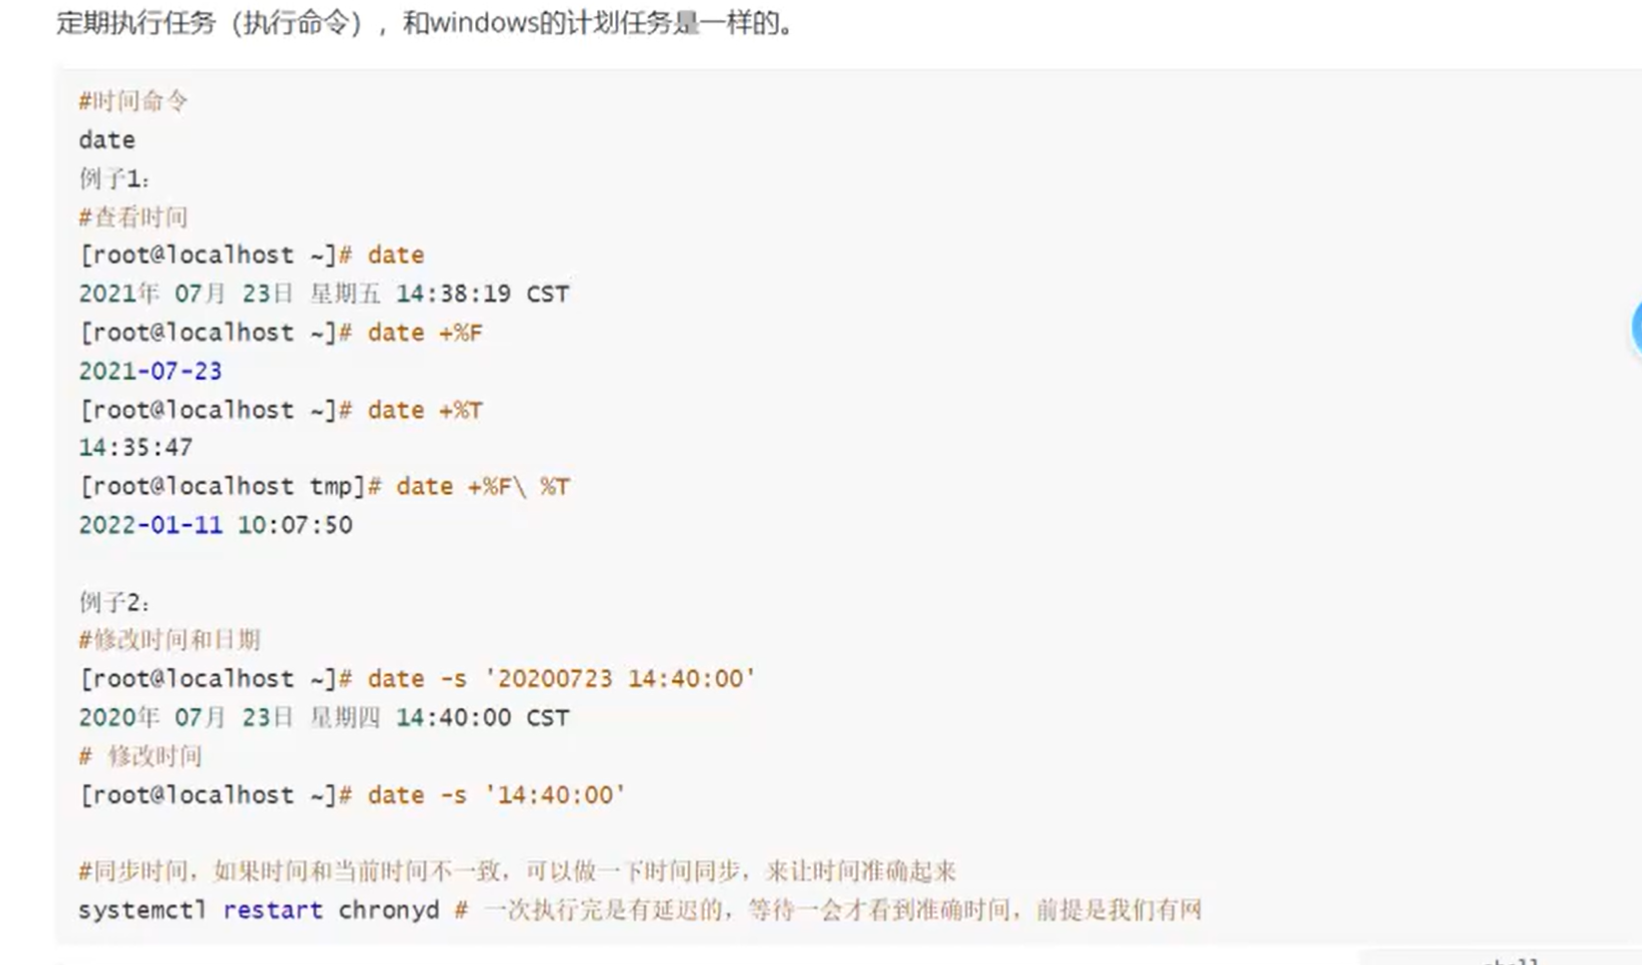 定期执行任务（执行命令），和windows的计划任务是一样的。
#时间命令
date
例子1：
#查看时间
[root@localhost ~]# date
2021年 07月 23日 星期五 14:38:19 CST
[root@localhost ~]# date +%F
2021-07-23
[root@localhost ~]# date +%T
14:35:47
[root@localhost tmp]# date +%F\ %T
2022-01-11 10:07:50
例子2：
#修改时间和日期
[root@localhost ~]# date -s '20200723 14:40:00'
2020年 07月 23日 星期四 14:40:00 CST
# 修改时间
[root@localhost ~]# date -s '14:40:00'
#同步时间，如果时间和当前时间不一致，可以做一下时间同步，来让时间准确起来
systemctl restart chronyd # 一次执行完是有延迟的，等待一会才看到准确时间，前提是我们有网